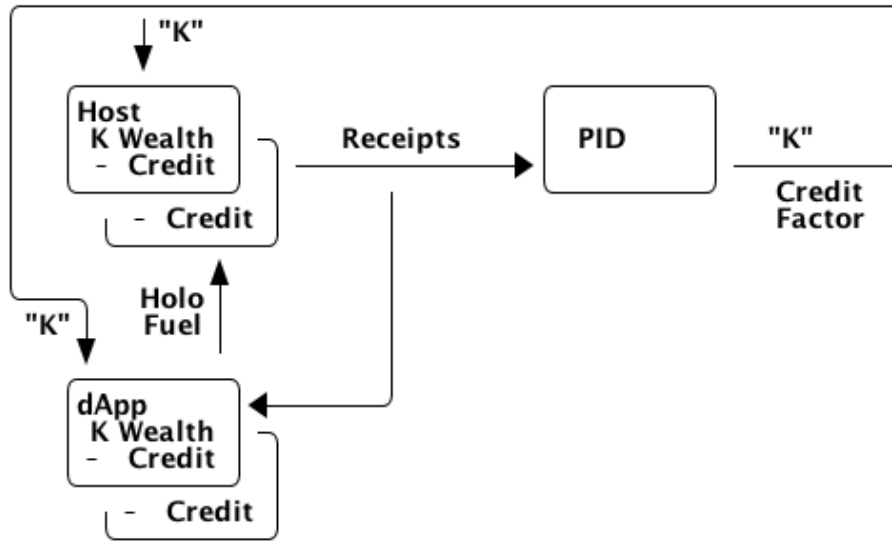 "K"
Host
K Wealth
- Credit
- Credit
Receipts
PID
"K"
Credit
Factor
Holo
Fuel
"K"
dApp
K Wealth
- Credit
- Credit